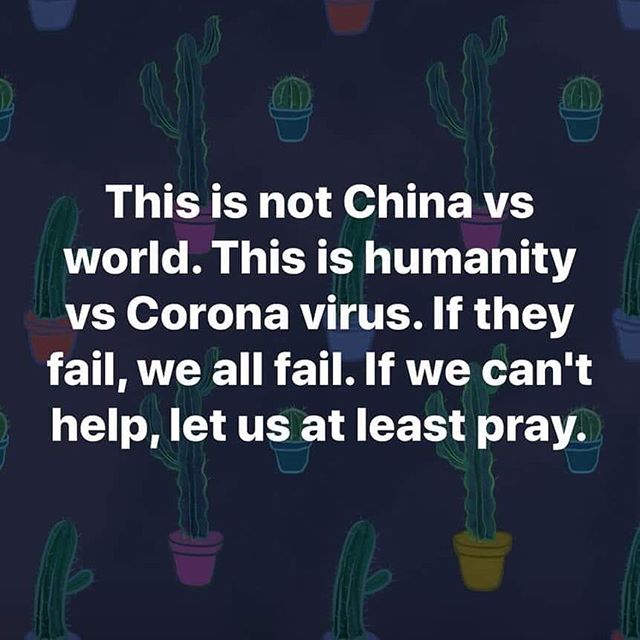 This is not China vs
world. This is humanity
vs Corona virus. If they
fail, we all fail. If we can't
help, let us at least pray.